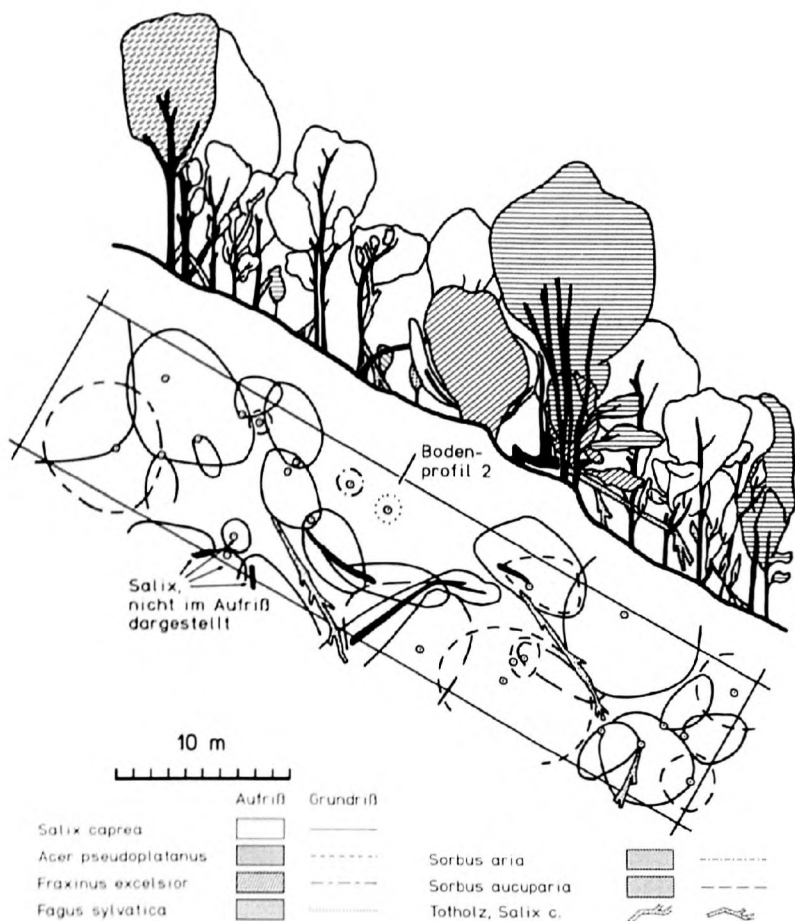 Boden-
profil 2
Salix,
nicht im Aufriß
dargestellt
10 m
Aufriß Grundriß
Salix caprea
Acer pseudoplatanus
Fraxinus excelsior
Fagus sylvatica
Sorbus aria
Sorbus aucuparia
Totholz, Salix c.